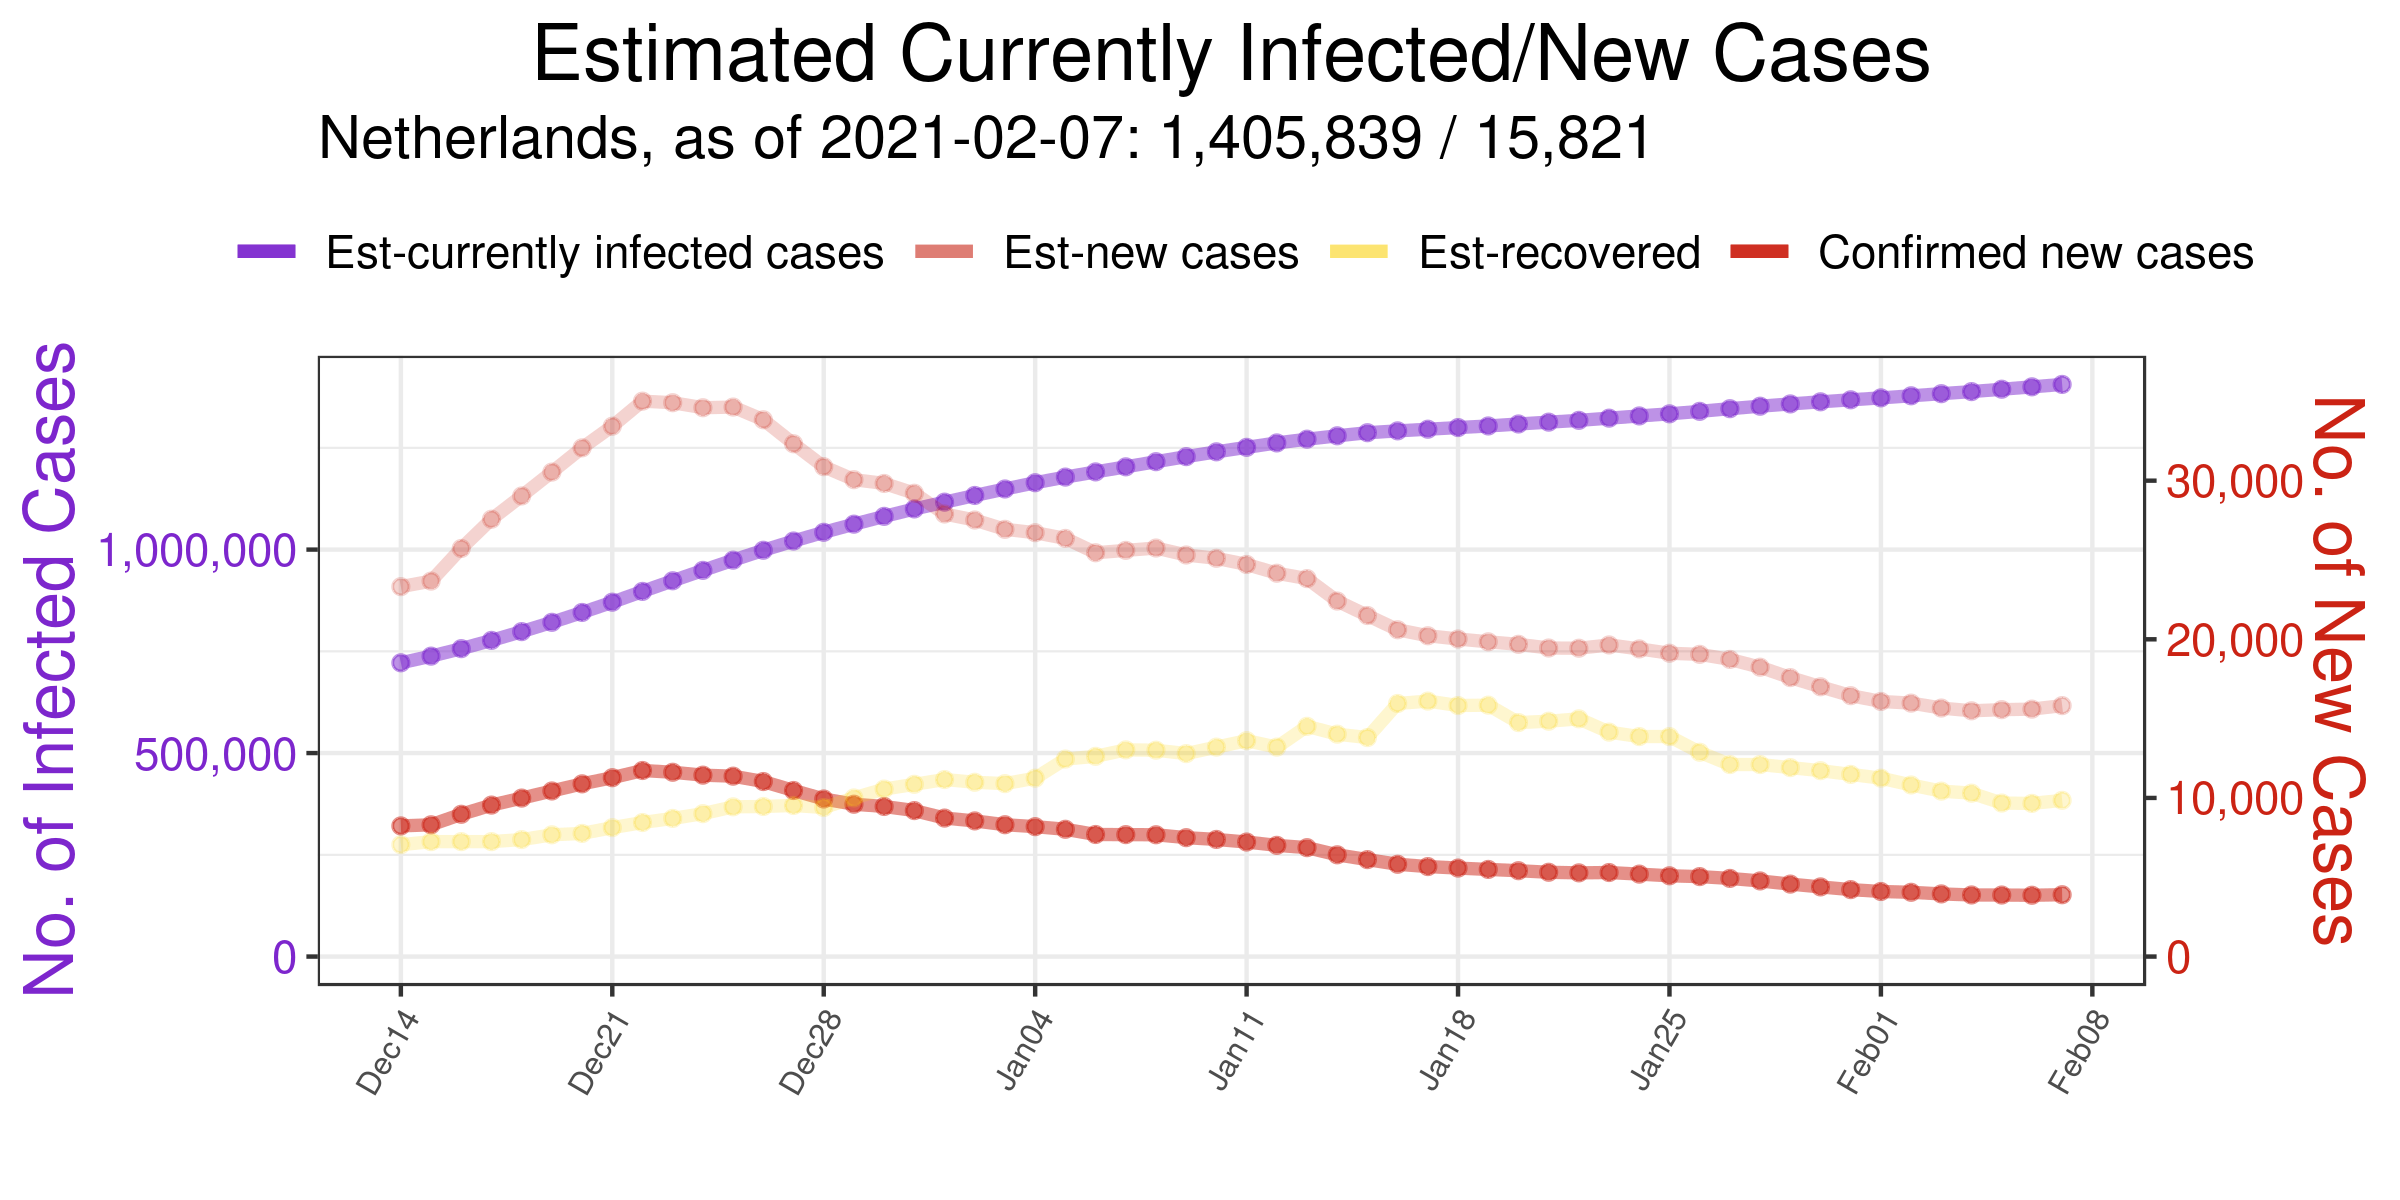 Estimated Currently Infected/New Cases
Netherlands, as of 2021-02-07: 1,405,839 / 15,821
Est-currently infected cases Est-new cases Est-recovered Confirmed new cases
No. of Infected Cases
1,000,000
500,000
0
30,000
20,000
10,000
0
No. of New Cases
Dec14 Dec21 Dec28 Jan04 Jan11 Jan18 Jan25 Feb01 Feb08